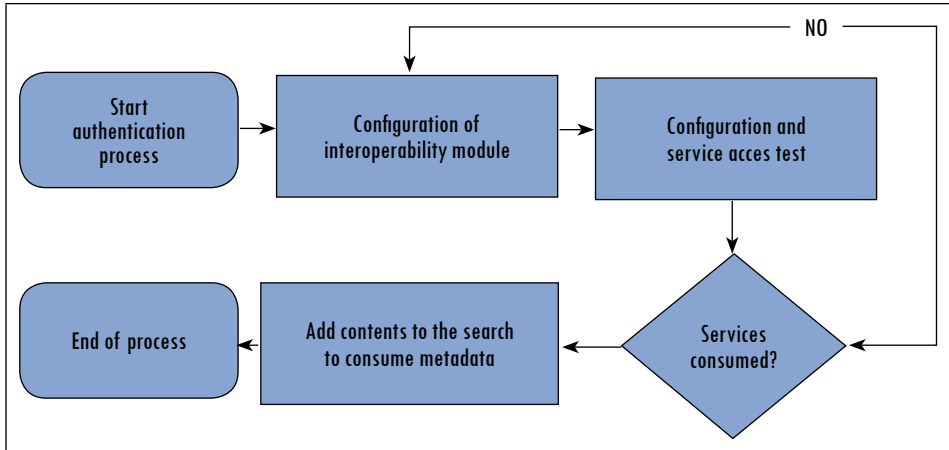 NO
Start
authentication
process
Configuration of
interoperability module
Configuration and
service acces test
Services
consumed?
Add contents to the search
to consume metadata
End of process